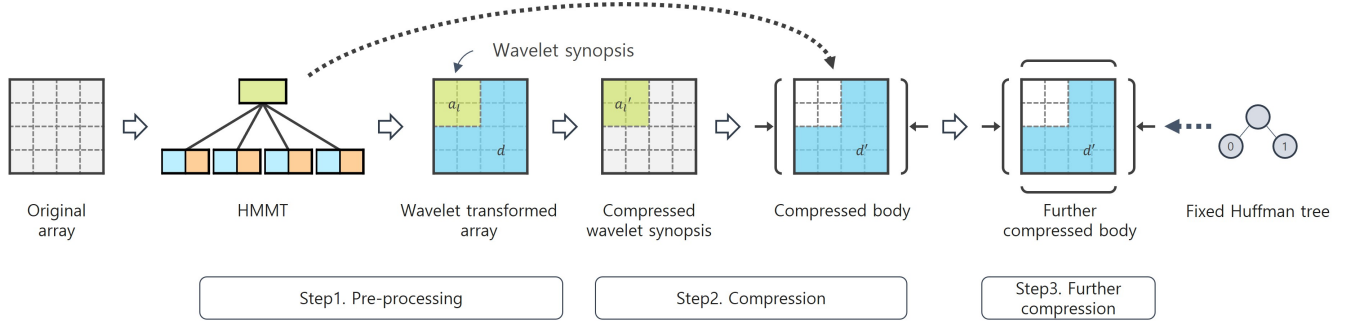 Wavelet synopsis
a_l
d
a_l'
d'
d'
0
1
Original
array
HMMT
Wavelet transformed
array
Compressed
wavelet synopsis
Compressed body
Further
compressed body
Fixed Huffman tree
Step1. Pre-processing
Step2. Compression
Step3. Further
compression